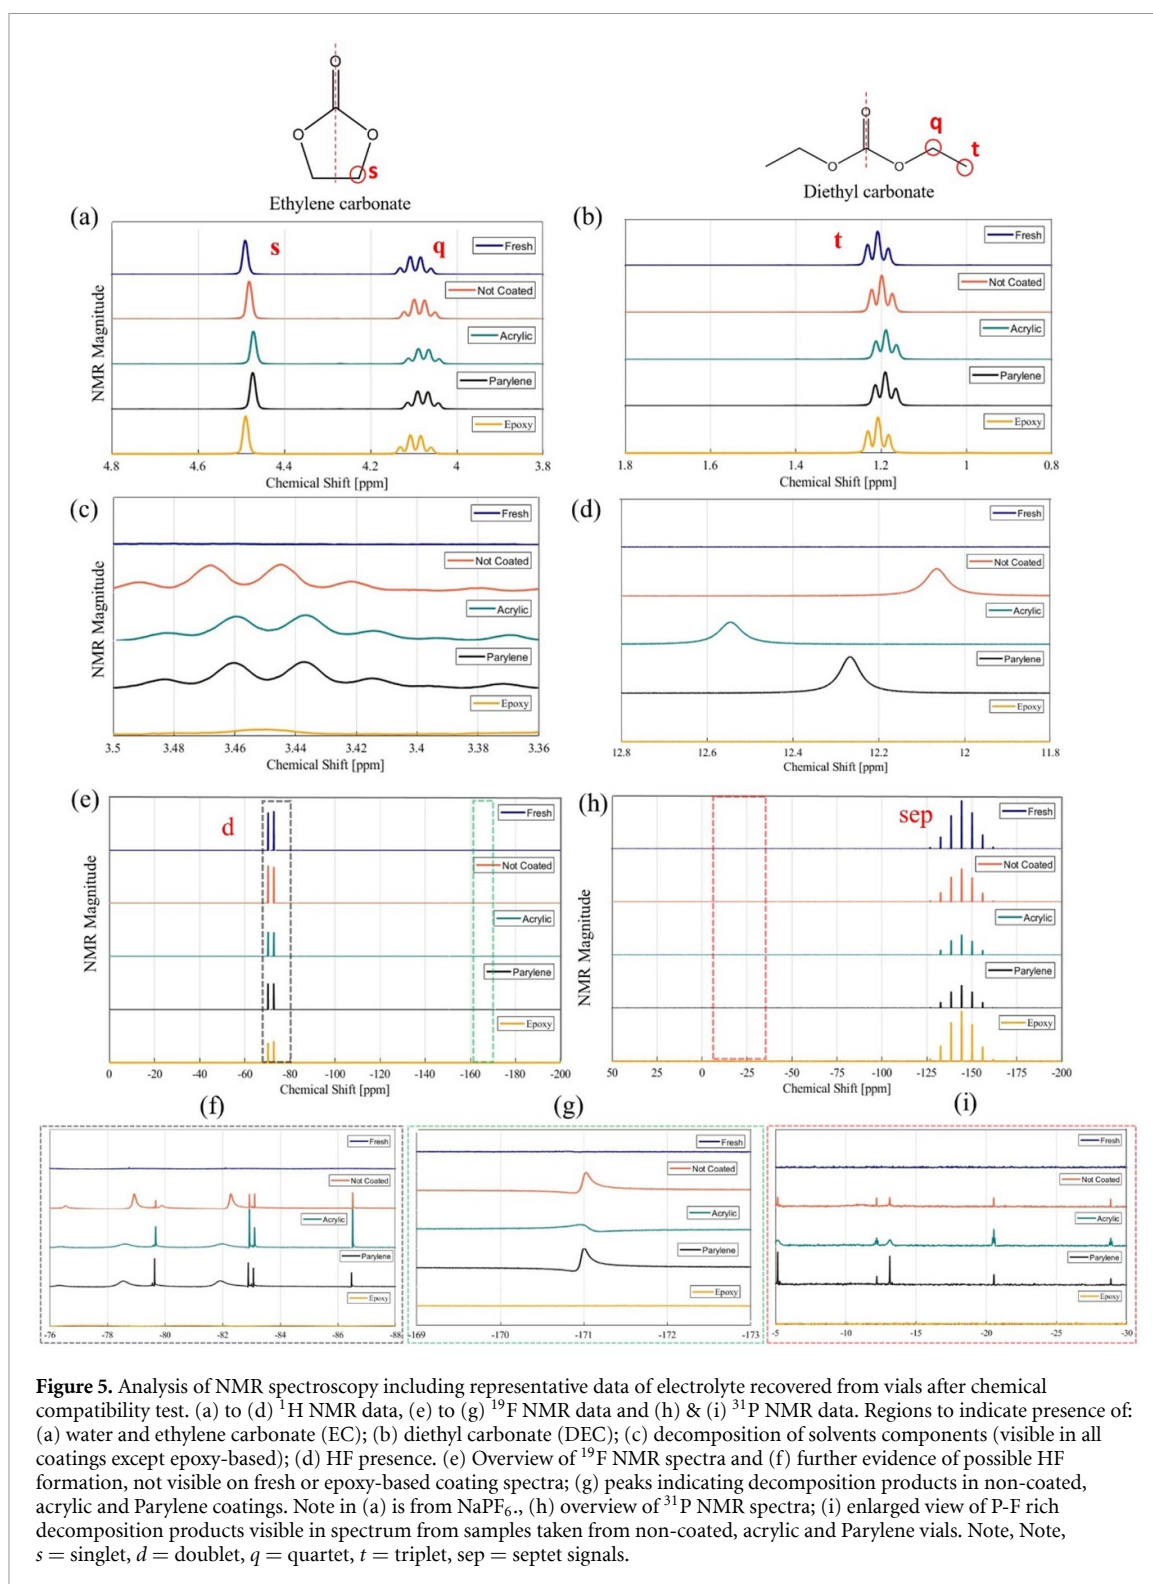 O
O
O
s
Ethylene carbonate
O
O
O
q
t
Diethyl carbonate
(a)
s
q
Fresh
Not Coated
Acrylic
Parylene
Epoxy
NMR Magnitude
4.8 4.6 4.4 4.2 4 3.8
Chemical Shift [ppm]
(b)
t
Fresh
Not Coated
Acrylic
Parylene
Epoxy
1.8 1.6 1.4 1.2 1 0.8
Chemical Shift [ppm]
(c)
Fresh
Not Coated
Acrylic
Parylene
Epoxy
NMR Magnitude
3.5 3.48 3.46 3.44 3.42 3.4 3.38 3.36
Chemical Shift [ppm]
(d)
Fresh
Not Coated
Acrylic
Parylene
Epoxy
12.8 12.6 12.4 12.2 12 11.8
Chemical Shift [ppm]
(e)
d
Fresh
Not Coated
Acrylic
Parylene
Epoxy
NMR Magnitude
0 -20 -40 -60 -80 -100 -120 -140 -160 -180 -200
Chemical Shift [ppm]
(h)
sep
Fresh
Not Coated
Acrylic
Parylene
Epoxy
NMR Magnitude
50 25 0 -25 -50 -75 -100 -125 -150 -175 -200
Chemical Shift [ppm]
(f)
Fresh
Not Coated
Acrylic
Parylene
Epoxy
-76 -78 -80 -82 -84 -86 -88
(g)
Fresh
Not Coated
Acrylic
Parylene
Epoxy
-169 -170 -171 -172 -173
(i)
Fresh
Not Coated
Acrylic
Parylene
Epoxy
-5 -10 -15 -20 -25 -30
Figure 5. Analysis of NMR spectroscopy including representative data of electrolyte recovered from vials after chemical
compatibility test. (a) to (d) ¹H NMR data, (e) to (g) ¹⁹F NMR data and (h) & (i) ³¹P NMR data. Regions to indicate presence of:
(a) water and ethylene carbonate (EC); (b) diethyl carbonate (DEC); (c) decomposition of solvents components (visible in all
coatings except epoxy-based); (d) HF presence. (e) Overview of ¹⁹F NMR spectra and (f) further evidence of possible HF
formation, not visible on fresh or epoxy-based coating spectra; (g) peaks indicating decomposition products in non-coated,
acrylic and Parylene coatings. Note in (a) is from NaPF₆., (h) overview of ³¹P NMR spectra; (i) enlarged view of P-F rich
decomposition products visible in spectrum from samples taken from non-coated, acrylic and Parylene vials. Note, Note,
s = singlet, d = doublet, q = quartet, t = triplet, sep = septet signals.